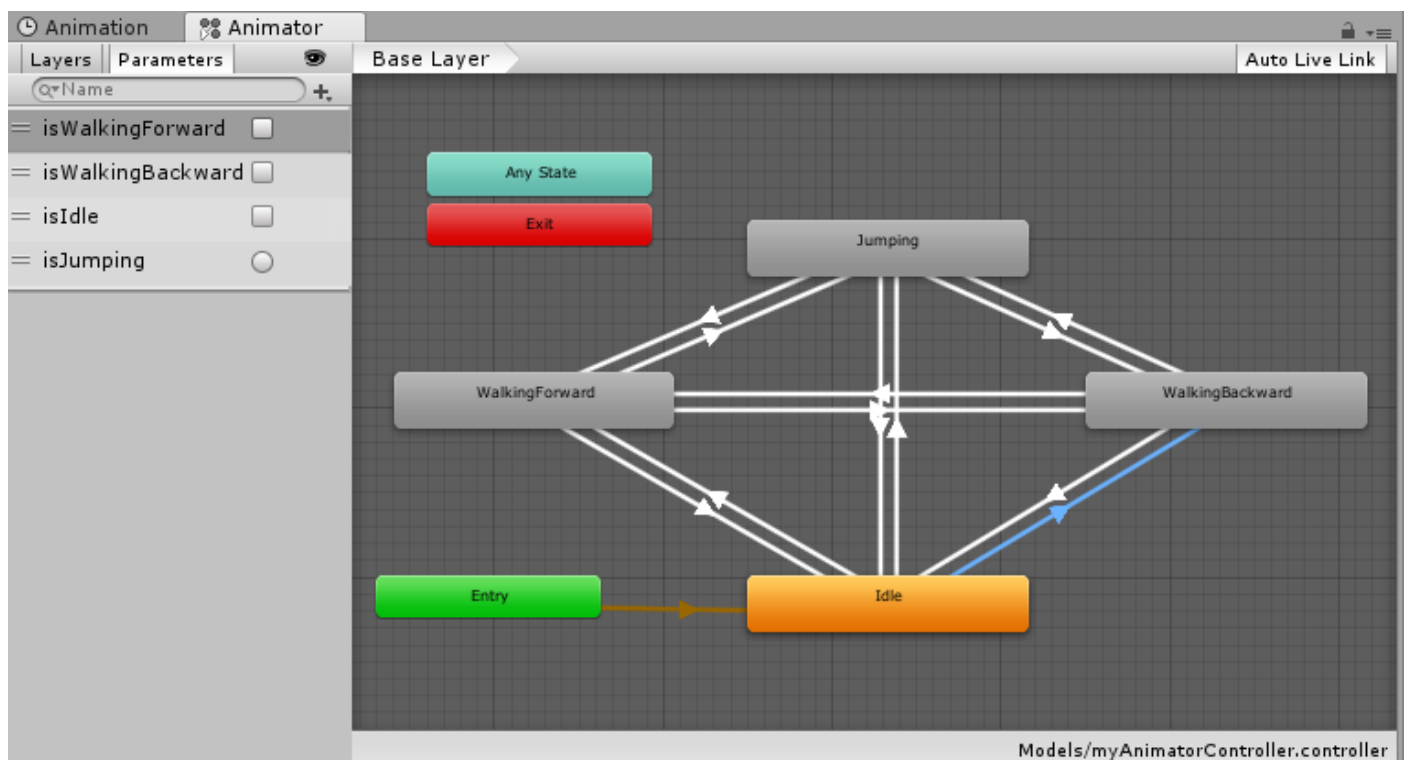 Animation Animator
Layers Parameters
Name
isWalkingForward
isWalkingBackward
isIdle
isJumping
Base Layer Auto Live Link
Any State
Exit
Jumping
WalkingForward WalkingBackward
Entry Idle
Models/myAnimatorController.controller